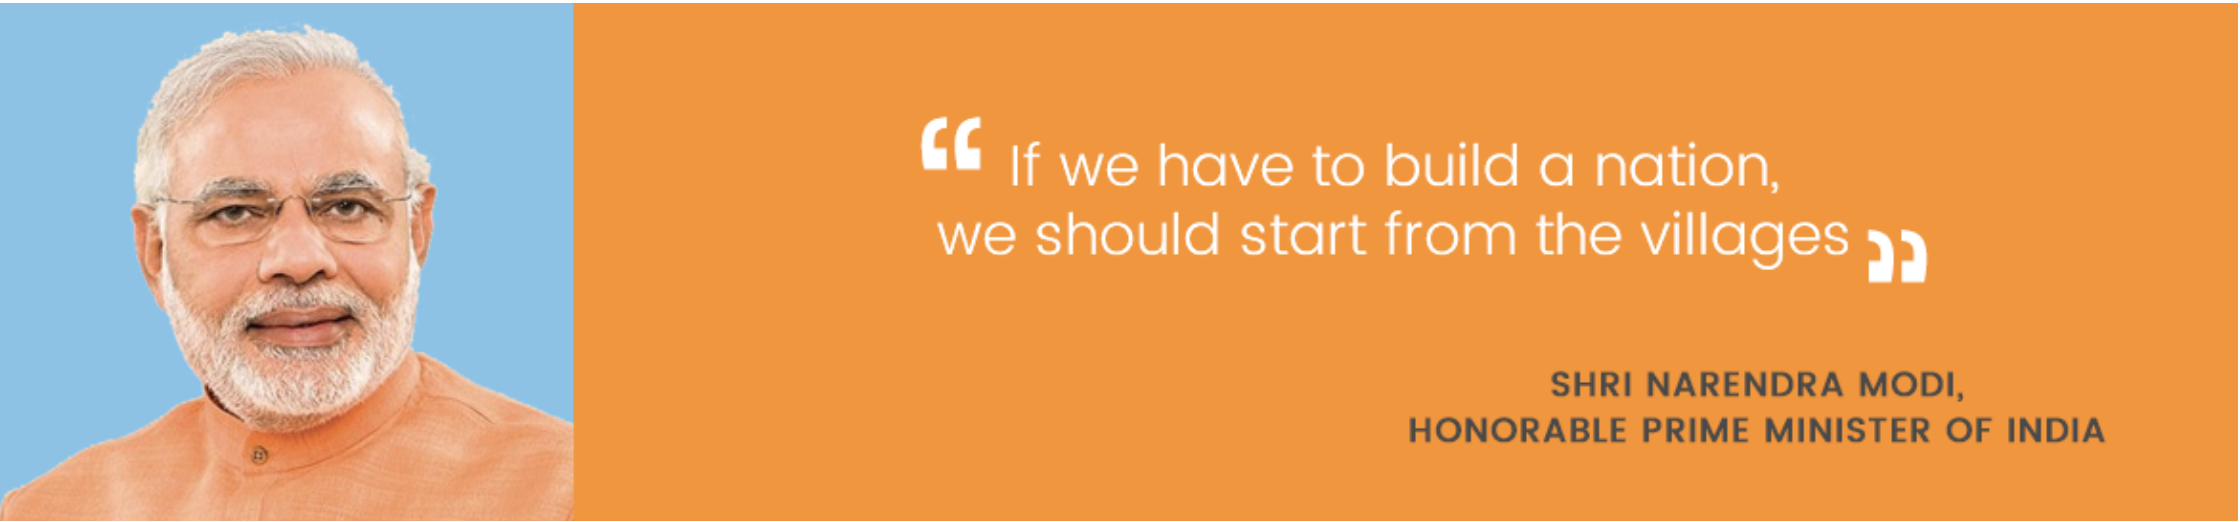 “ If we have to build a nation,
we should start from the villages ”
SHRI NARENDRA MODI,
HONORABLE PRIME MINISTER OF INDIA